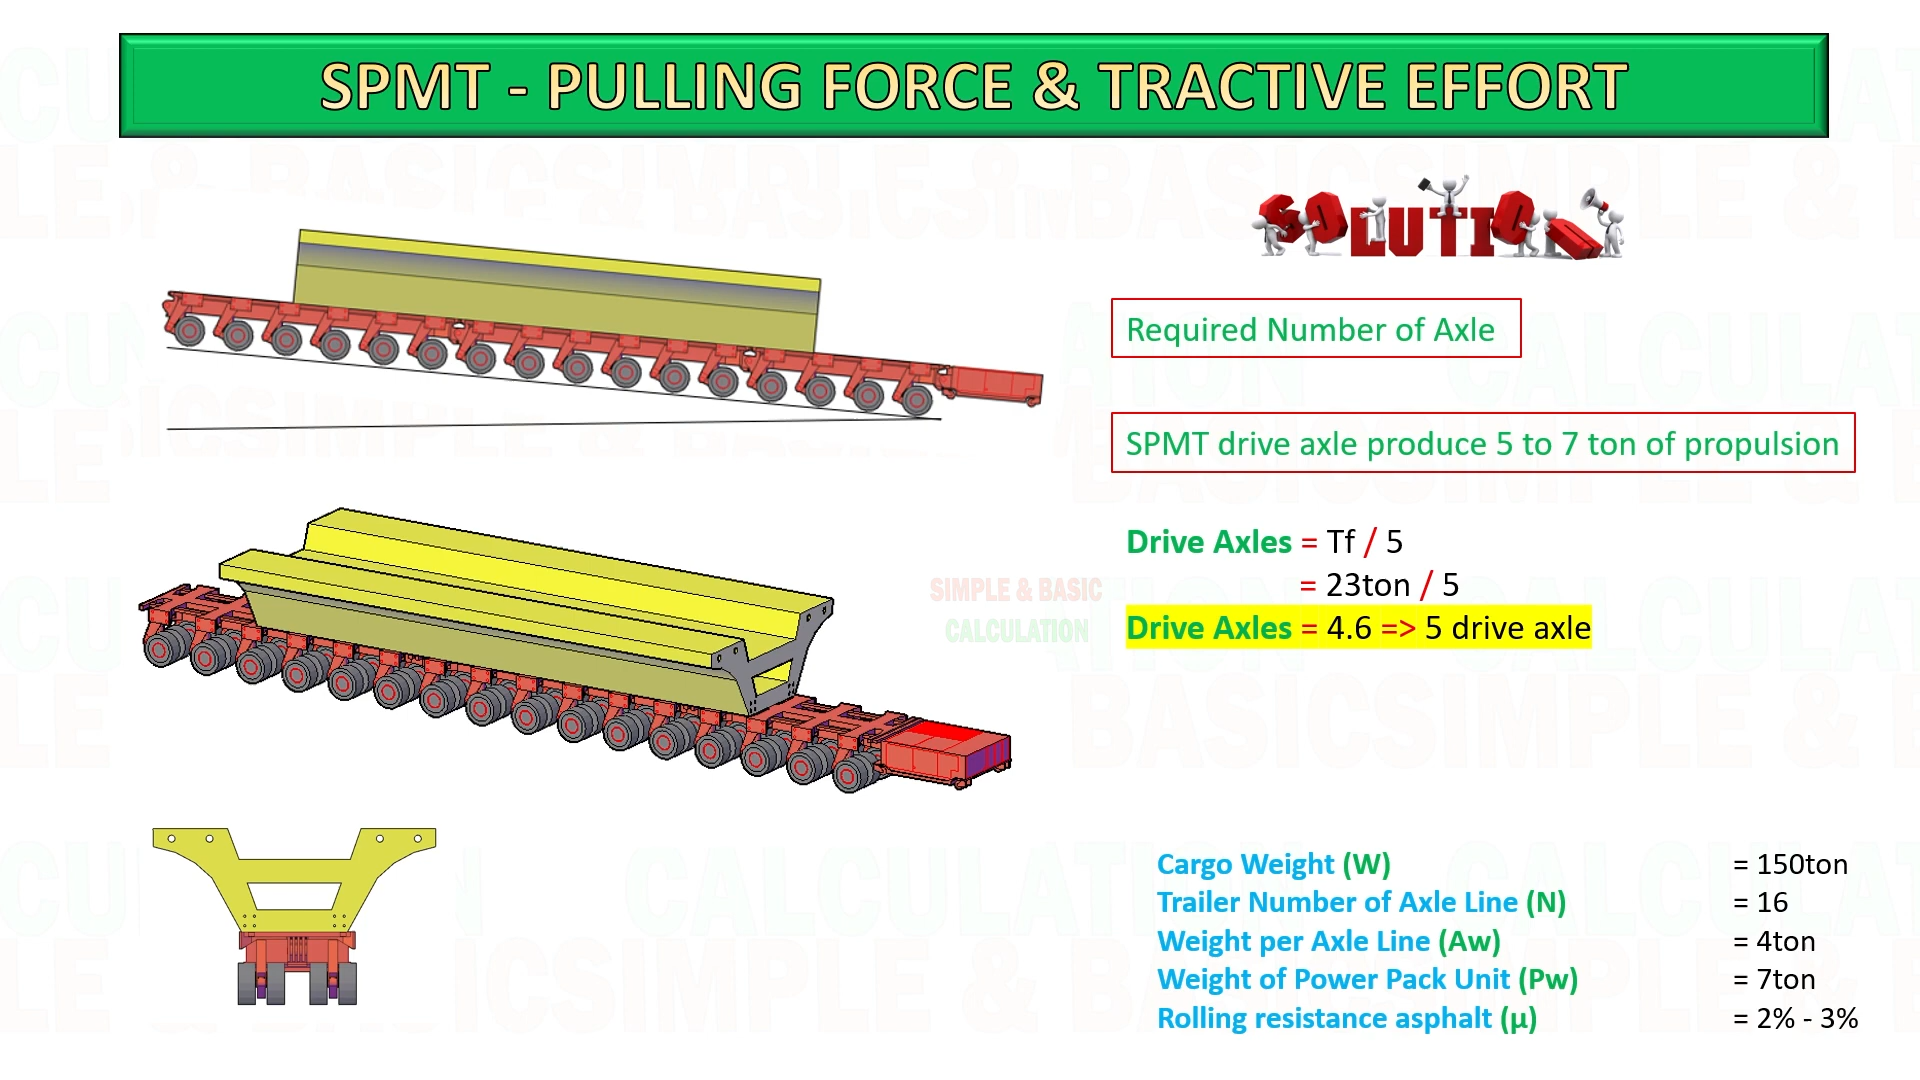 SPMT - PULLING FORCE & TRACTIVE EFFORT
SOLUTION
Required Number of Axle
SPMT drive axle produce 5 to 7 ton of propulsion
Drive Axles = Tf / 5
= 23ton / 5
Drive Axles = 4.6 => 5 drive axle
SIMPLE & BASIC
CALCULATION
Cargo Weight (W) = 150ton
Trailer Number of Axle Line (N) = 16
Weight per Axle Line (Aw) = 4ton
Weight of Power Pack Unit (Pw) = 7ton
Rolling resistance asphalt (μ) = 2% - 3%